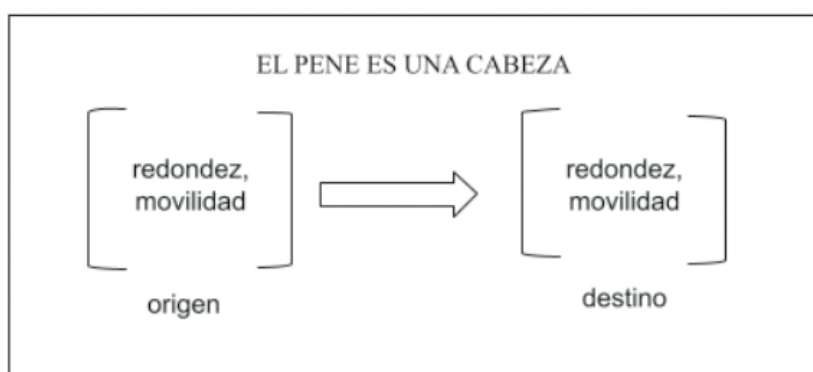 EL PENE ES UNA CABEZA
redondez,
movilidad
origen
redondez,
movilidad
destino